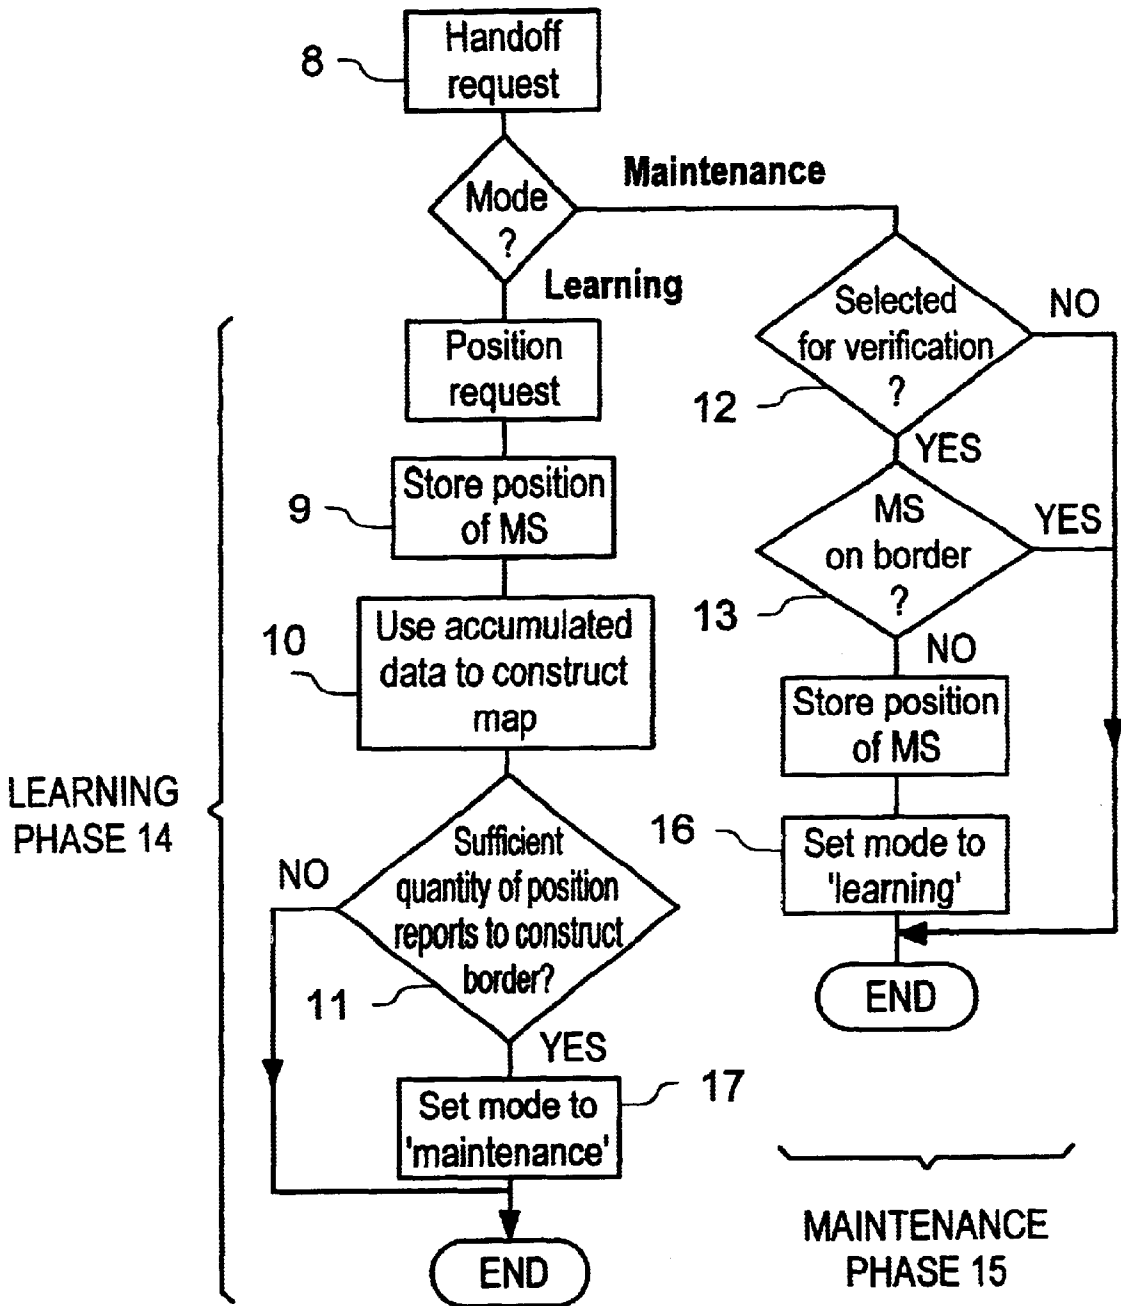 8
Handoff
request
Mode
?
Maintenance
Learning
Position
request
9
Store position
of MS
10
Use accumulated
data to construct
map
LEARNING
PHASE 14
NO
Sufficient
quantity of position
reports to construct
border?
11
YES
Set mode to
'maintenance'
17
END
Selected
for verification
?
NO
12
YES
MS
on border
?
YES
13
NO
Store position
of MS
16
Set mode to
'learning'
END
MAINTENANCE
PHASE 15